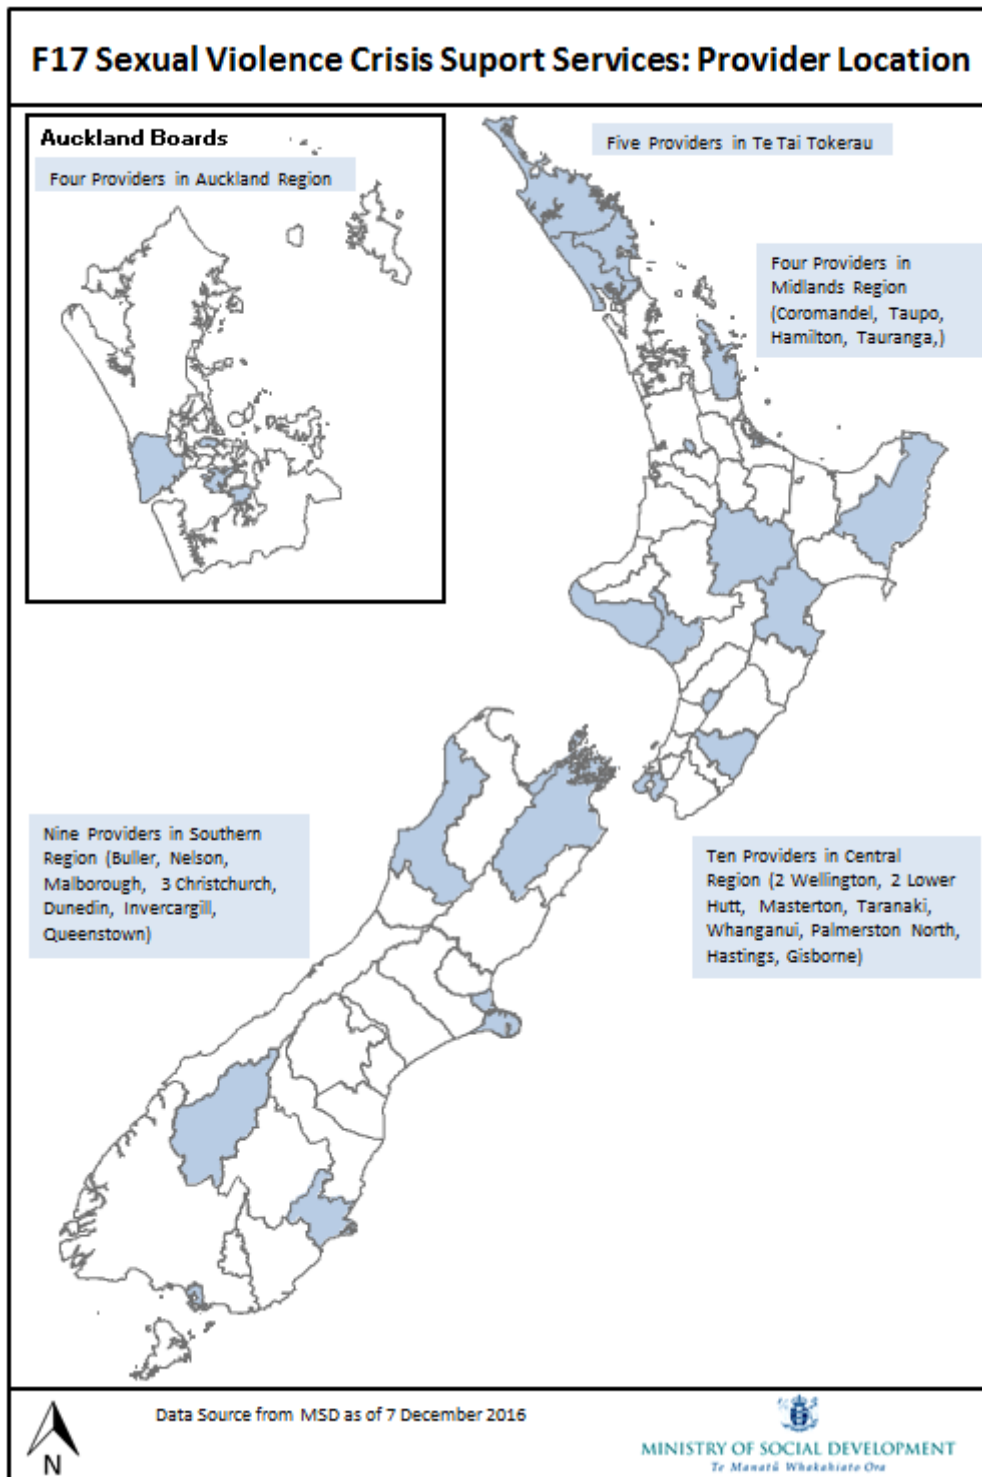 F17 Sexual Violence Crisis Suport Services: Provider Location
Auckland Boards
Four Providers in Auckland Region
Five Providers in Te Tai Tokerau
Four Providers in
Midlands Region
(Coromandel, Taupo,
Hamilton, Tauranga,)
Nine Providers in Southern
Region (Buller, Nelson,
Malborough, 3 Christchurch,
Dunedin, Invercargill,
Queenstown)
Ten Providers in Central
Region (2 Wellington, 2 Lower
Hutt, Masterton, Taranaki,
Whanganui, Palmerston North,
Hastings, Gisborne)
N
Data Source from MSD as of 7 December 2016
MINISTRY OF SOCIAL DEVELOPMENT
Te Manatū Whakahiato Ora